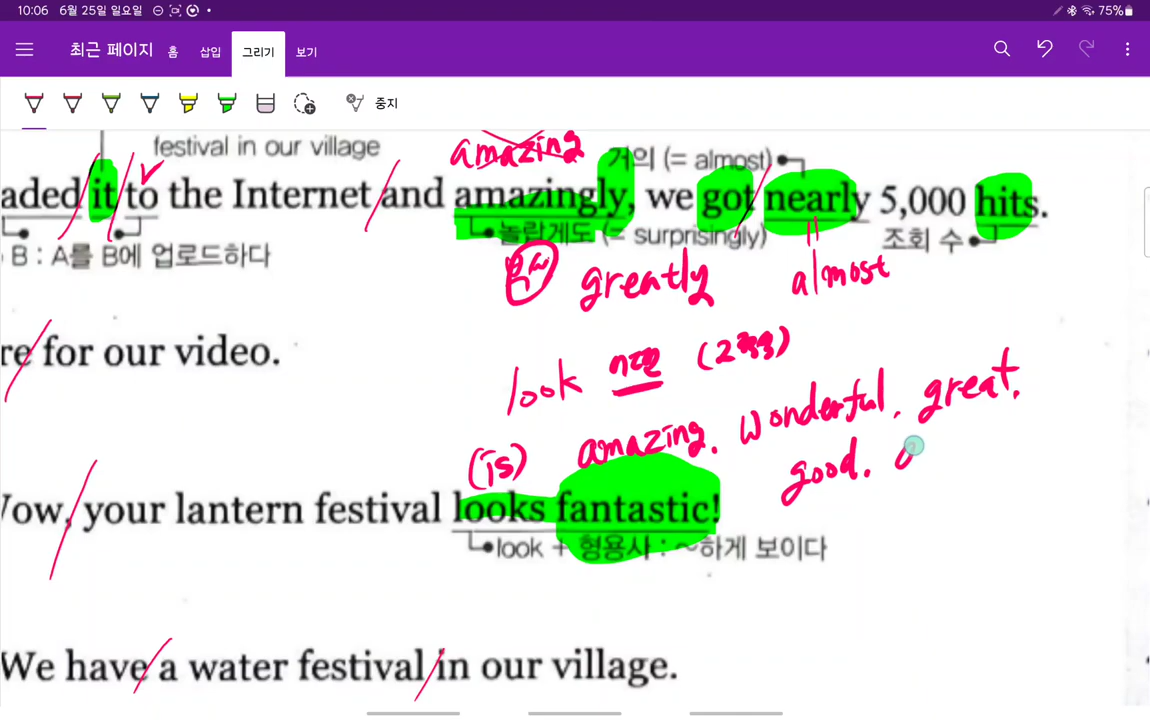 10:06 6월 25일 일요일 75%
최근 페이지 홈 삽입 그리기 보기
중지
festival in our village
amazing
거의 (= almost)
aded it to the Internet and amazingly, we got nearly 5,000 hits.
놀랍게도 (= surprisingly)
조회 수
B : A를 B에 업로드하다
greatly
almost
re for our video.
look (2형식)
amazing. wonderful. great.
(is)
good.
Wow, your lantern festival looks fantastic!
look + 형용사 : ~하게 보이다
We have a water festival in our village.